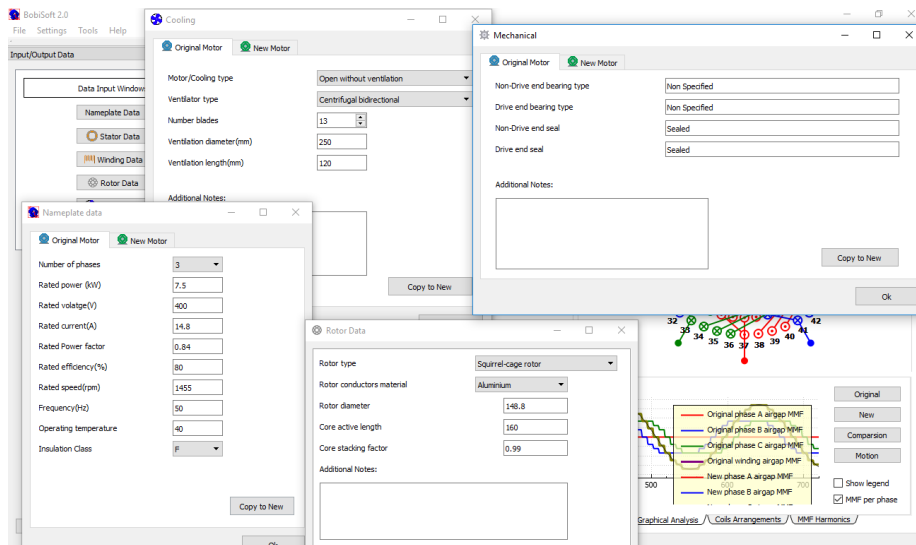 BobiSoft 2.0
File Settings Tools Help
Input/Output Data
Data Input Window
Nameplate Data
Stator Data
Winding Data
Rotor Data
Cooling
Original Motor New Motor
Motor/Cooling type Open without ventilation
Ventilator type Centrifugal bidirectional
Number blades 13
Ventilation diameter(mm) 250
Ventilation length(mm) 120
Additional Notes:
Copy to New
Mechanical
Original Motor New Motor
Non-Drive end bearing type Non Specified
Drive end bearing type Non Specified
Non-Drive end seal Sealed
Drive end seal Sealed
Additional Notes:
Copy to New
Ok
Nameplate data
Original Motor New Motor
Number of phases 3
Rated power (kW) 7.5
Rated volatge(V) 400
Rated current(A) 14.8
Rated Power factor 0.84
Rated efficiency(%) 80
Rated speed(rpm) 1455
Frequency(Hz) 50
Operating temperature 40
Insulation Class F
Copy to New
Ok
Rotor Data
Rotor type Squirrel-cage rotor
Rotor conductors material Aluminium
Rotor diameter 148.8
Core active length 160
Core stacking factor 0.99
Additional Notes:
32 33 34 35 36 37 38 39 40 41 42
Original phase A airgap MMF
Original phase B airgap MMF
Original phase C airgap MMF
Original winding airgap MMF
New phase A airgap MMF
New phase B airgap MMF
500 600 700
Original
New
Comparsion
Motion
Show legend
MMF per phase
Graphical Analysis Coils Arrangements MMF Harmonics